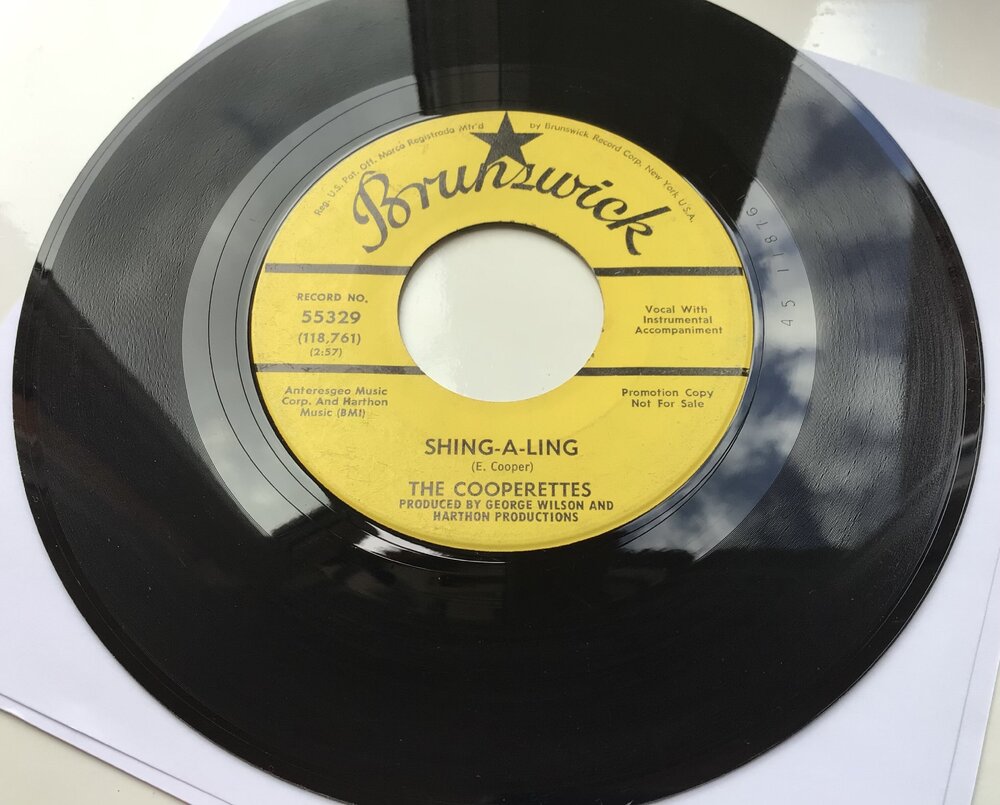 Reg. U.S. Pat. Off. Marca Registrada Mfr'd by Brunswick Record Corp. New York U.S.A.
Brunswick
RECORD NO.
55329
(118,761)
(2:57)
Vocal With
Instrumental
Accompaniment
Anteresgeo Music
Corp. And Harthon
Music (BMI)
Promotion Copy
Not For Sale
SHING-A-LING
(E. Cooper)
THE COOPERETTES
PRODUCED BY GEORGE WILSON AND
HARTHON PRODUCTIONS